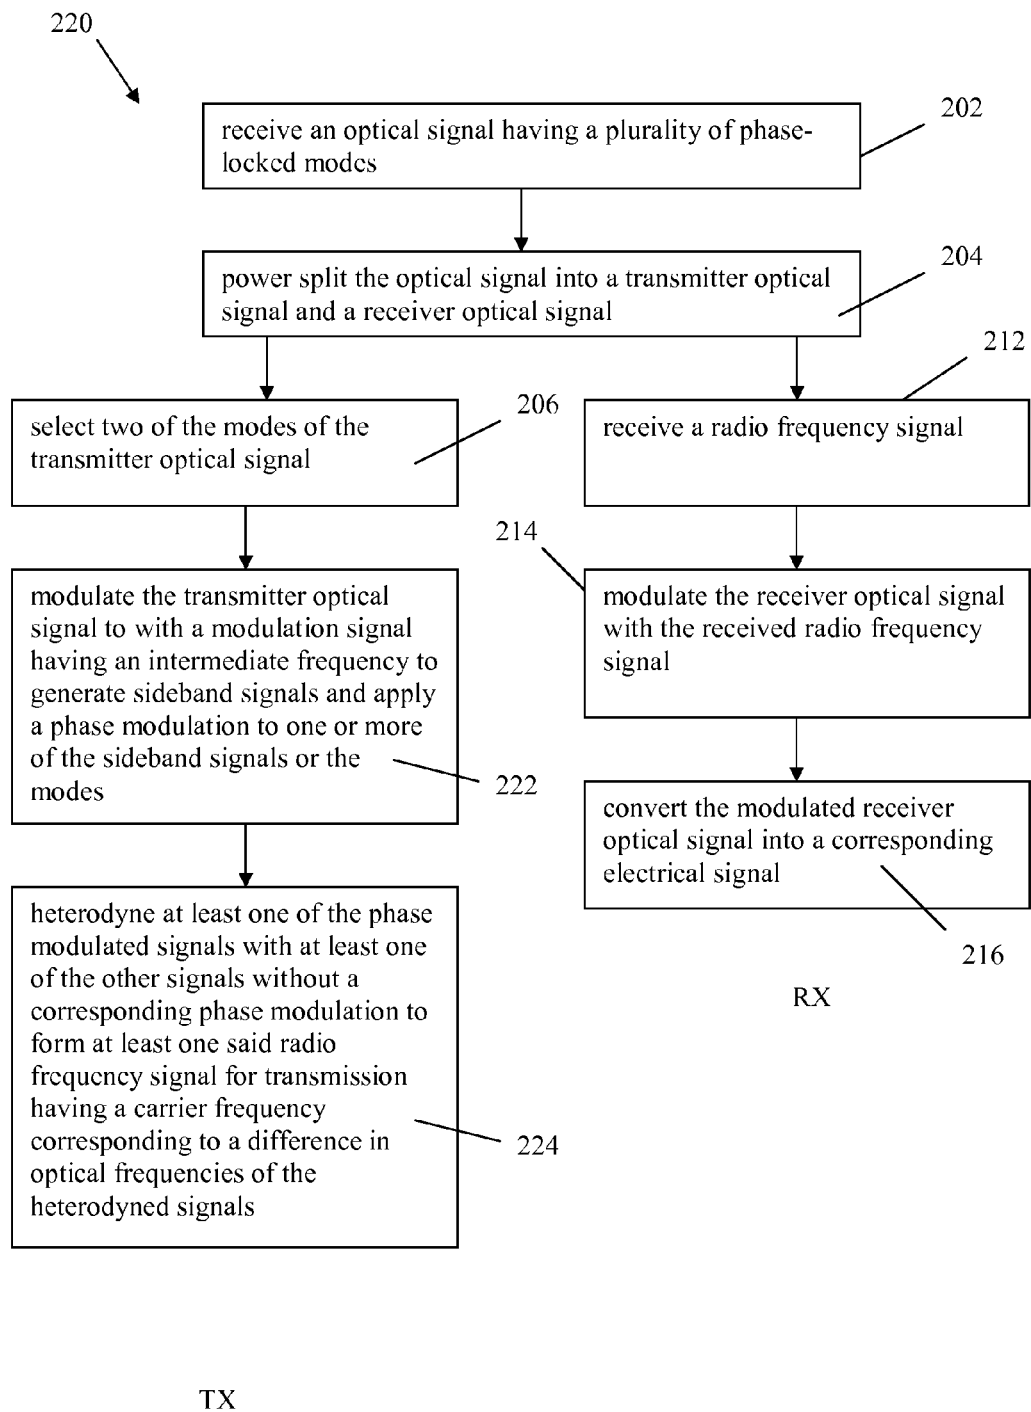 220
202
receive an optical signal having a plurality of phase-
locked modes
204
power split the optical signal into a transmitter optical
signal and a receiver optical signal
206
select two of the modes of the
transmitter optical signal
212
receive a radio frequency signal
modulate the transmitter optical
signal to with a modulation signal
having an intermediate frequency to
generate sideband signals and apply
a phase modulation to one or more
of the sideband signals or the
modes
222
214
modulate the receiver optical signal
with the received radio frequency
signal
convert the modulated receiver
optical signal into a corresponding
electrical signal
216
RX
heterodyne at least one of the phase
modulated signals with at least one
of the other signals without a
corresponding phase modulation to
form at least one said radio
frequency signal for transmission
having a carrier frequency
corresponding to a difference in
optical frequencies of the
heterodyned signals
224
TX